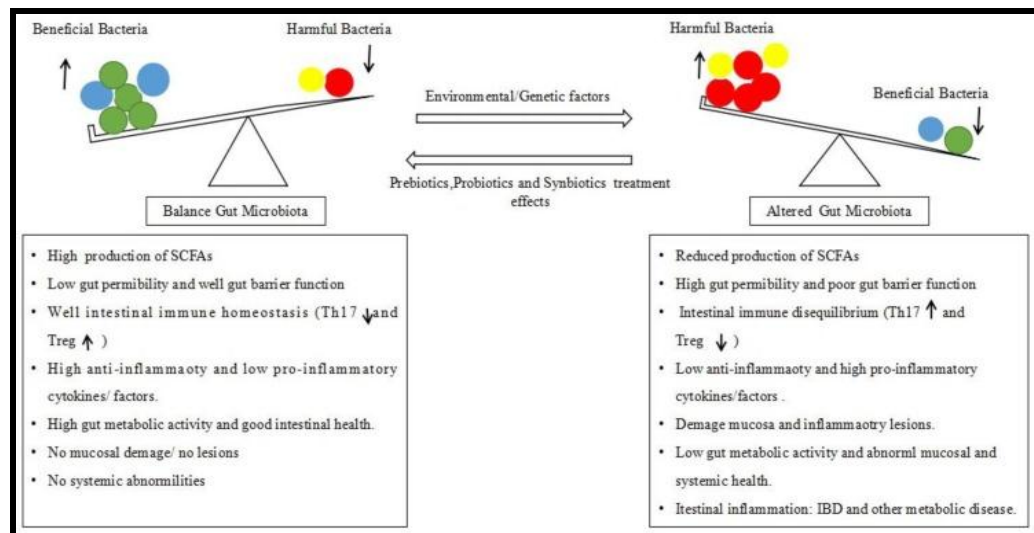 Beneficial Bacteria
Harmful Bacteria
Environmental/Genetic factors
Prebiotics,Probiotics and Synbiotics treatment
effects
Harmful Bacteria
Beneficial Bacteria
Balance Gut Microbiota
• High production of SCFAs
• Low gut permibility and well gut barrier function
• Well intestinal immune homeostasis (Th17 ↓and
Treg ↑ )
• High anti-inflammaoty and low pro-inflammatory
cytokines/ factors.
• High gut metabolic activity and good intestinal health.
• No mucosal demage/ no lesions
• No systemic abnormilities
Altered Gut Microbiota
• Reduced production of SCFAs
• High gut permibility and poor gut barrier function
• Intestinal immune disequilibrium (Th17 ↑ and
Treg ↓ )
• Low anti-inflammaoty and high pro-inflammatory
cytokines/factors .
• Demage mucosa and inflammaotry lesions.
• Low gut metabolic activity and abnorml mucosal and
systemic health.
• Itestinal inflammation: IBD and other metabolic disease.